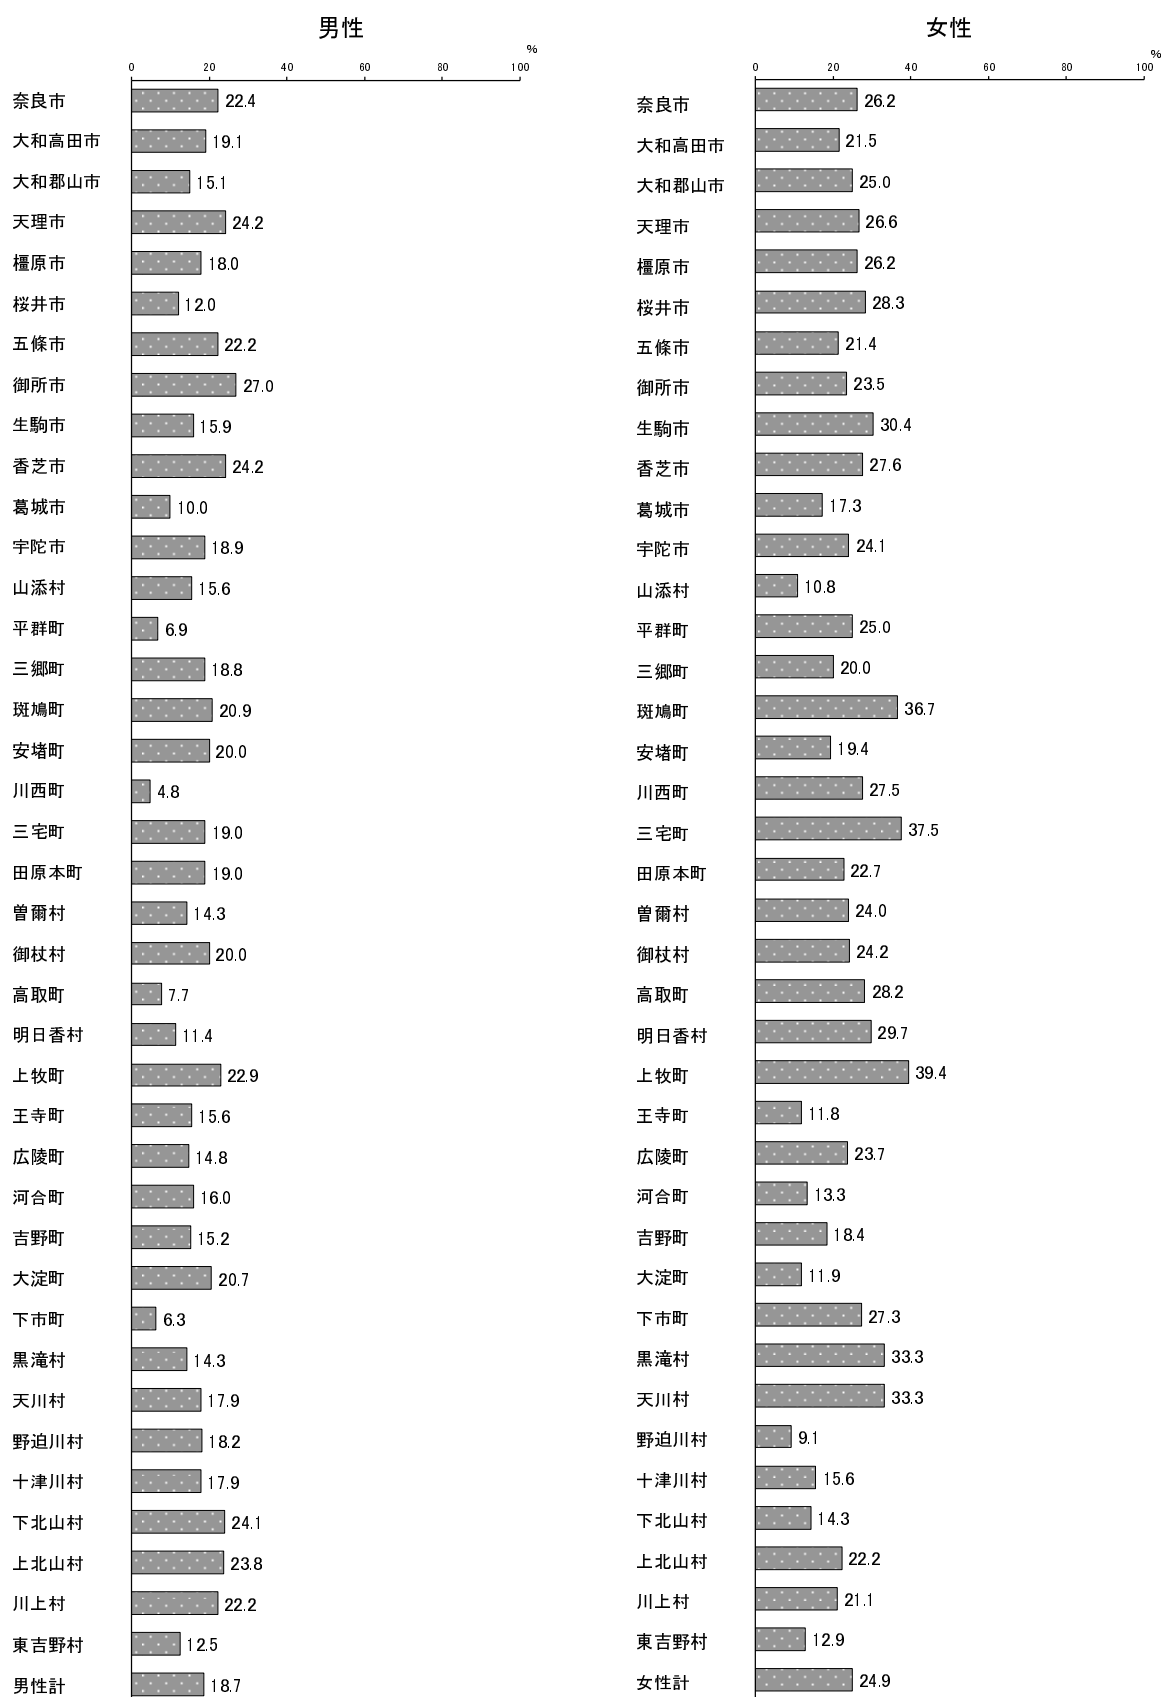 男性
%
0 20 40 60 80 100
奈良市 22.4
大和高田市 19.1
大和郡山市 15.1
天理市 24.2
橿原市 18.0
桜井市 12.0
五條市 22.2
御所市 27.0
生駒市 15.9
香芝市 24.2
葛城市 10.0
宇陀市 18.9
山添村 15.6
平群町 6.9
三郷町 18.8
斑鳩町 20.9
安堵町 20.0
川西町 4.8
三宅町 19.0
田原本町 19.0
曽爾村 14.3
御杖村 20.0
高取町 7.7
明日香村 11.4
上牧町 22.9
王寺町 15.6
広陵町 14.8
河合町 16.0
吉野町 15.2
大淀町 20.7
下市町 6.3
黒滝村 14.3
天川村 17.9
野迫川村 18.2
十津川村 17.9
下北山村 24.1
上北山村 23.8
川上村 22.2
東吉野村 12.5
男性計 18.7
女性
%
0 20 40 60 80 100
奈良市 26.2
大和高田市 21.5
大和郡山市 25.0
天理市 26.6
橿原市 26.2
桜井市 28.3
五條市 21.4
御所市 23.5
生駒市 30.4
香芝市 27.6
葛城市 17.3
宇陀市 24.1
山添村 10.8
平群町 25.0
三郷町 20.0
斑鳩町 36.7
安堵町 19.4
川西町 27.5
三宅町 37.5
田原本町 22.7
曽爾村 24.0
御杖村 24.2
高取町 28.2
明日香村 29.7
上牧町 39.4
王寺町 11.8
広陵町 23.7
河合町 13.3
吉野町 18.4
大淀町 11.9
下市町 27.3
黒滝村 33.3
天川村 33.3
野迫川村 9.1
十津川村 15.6
下北山村 14.3
上北山村 22.2
川上村 21.1
東吉野村 12.9
女性計 24.9